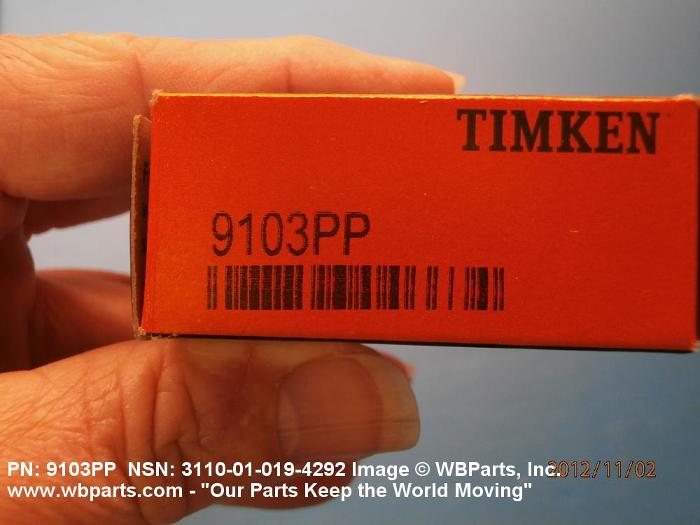 TIMKEN
9103PP
PN: 9103PP NSN: 3110-01-019-4292 Image © WBParts, Inc. 2012/11/02
www.wbparts.com - "Our Parts Keep the World Moving"